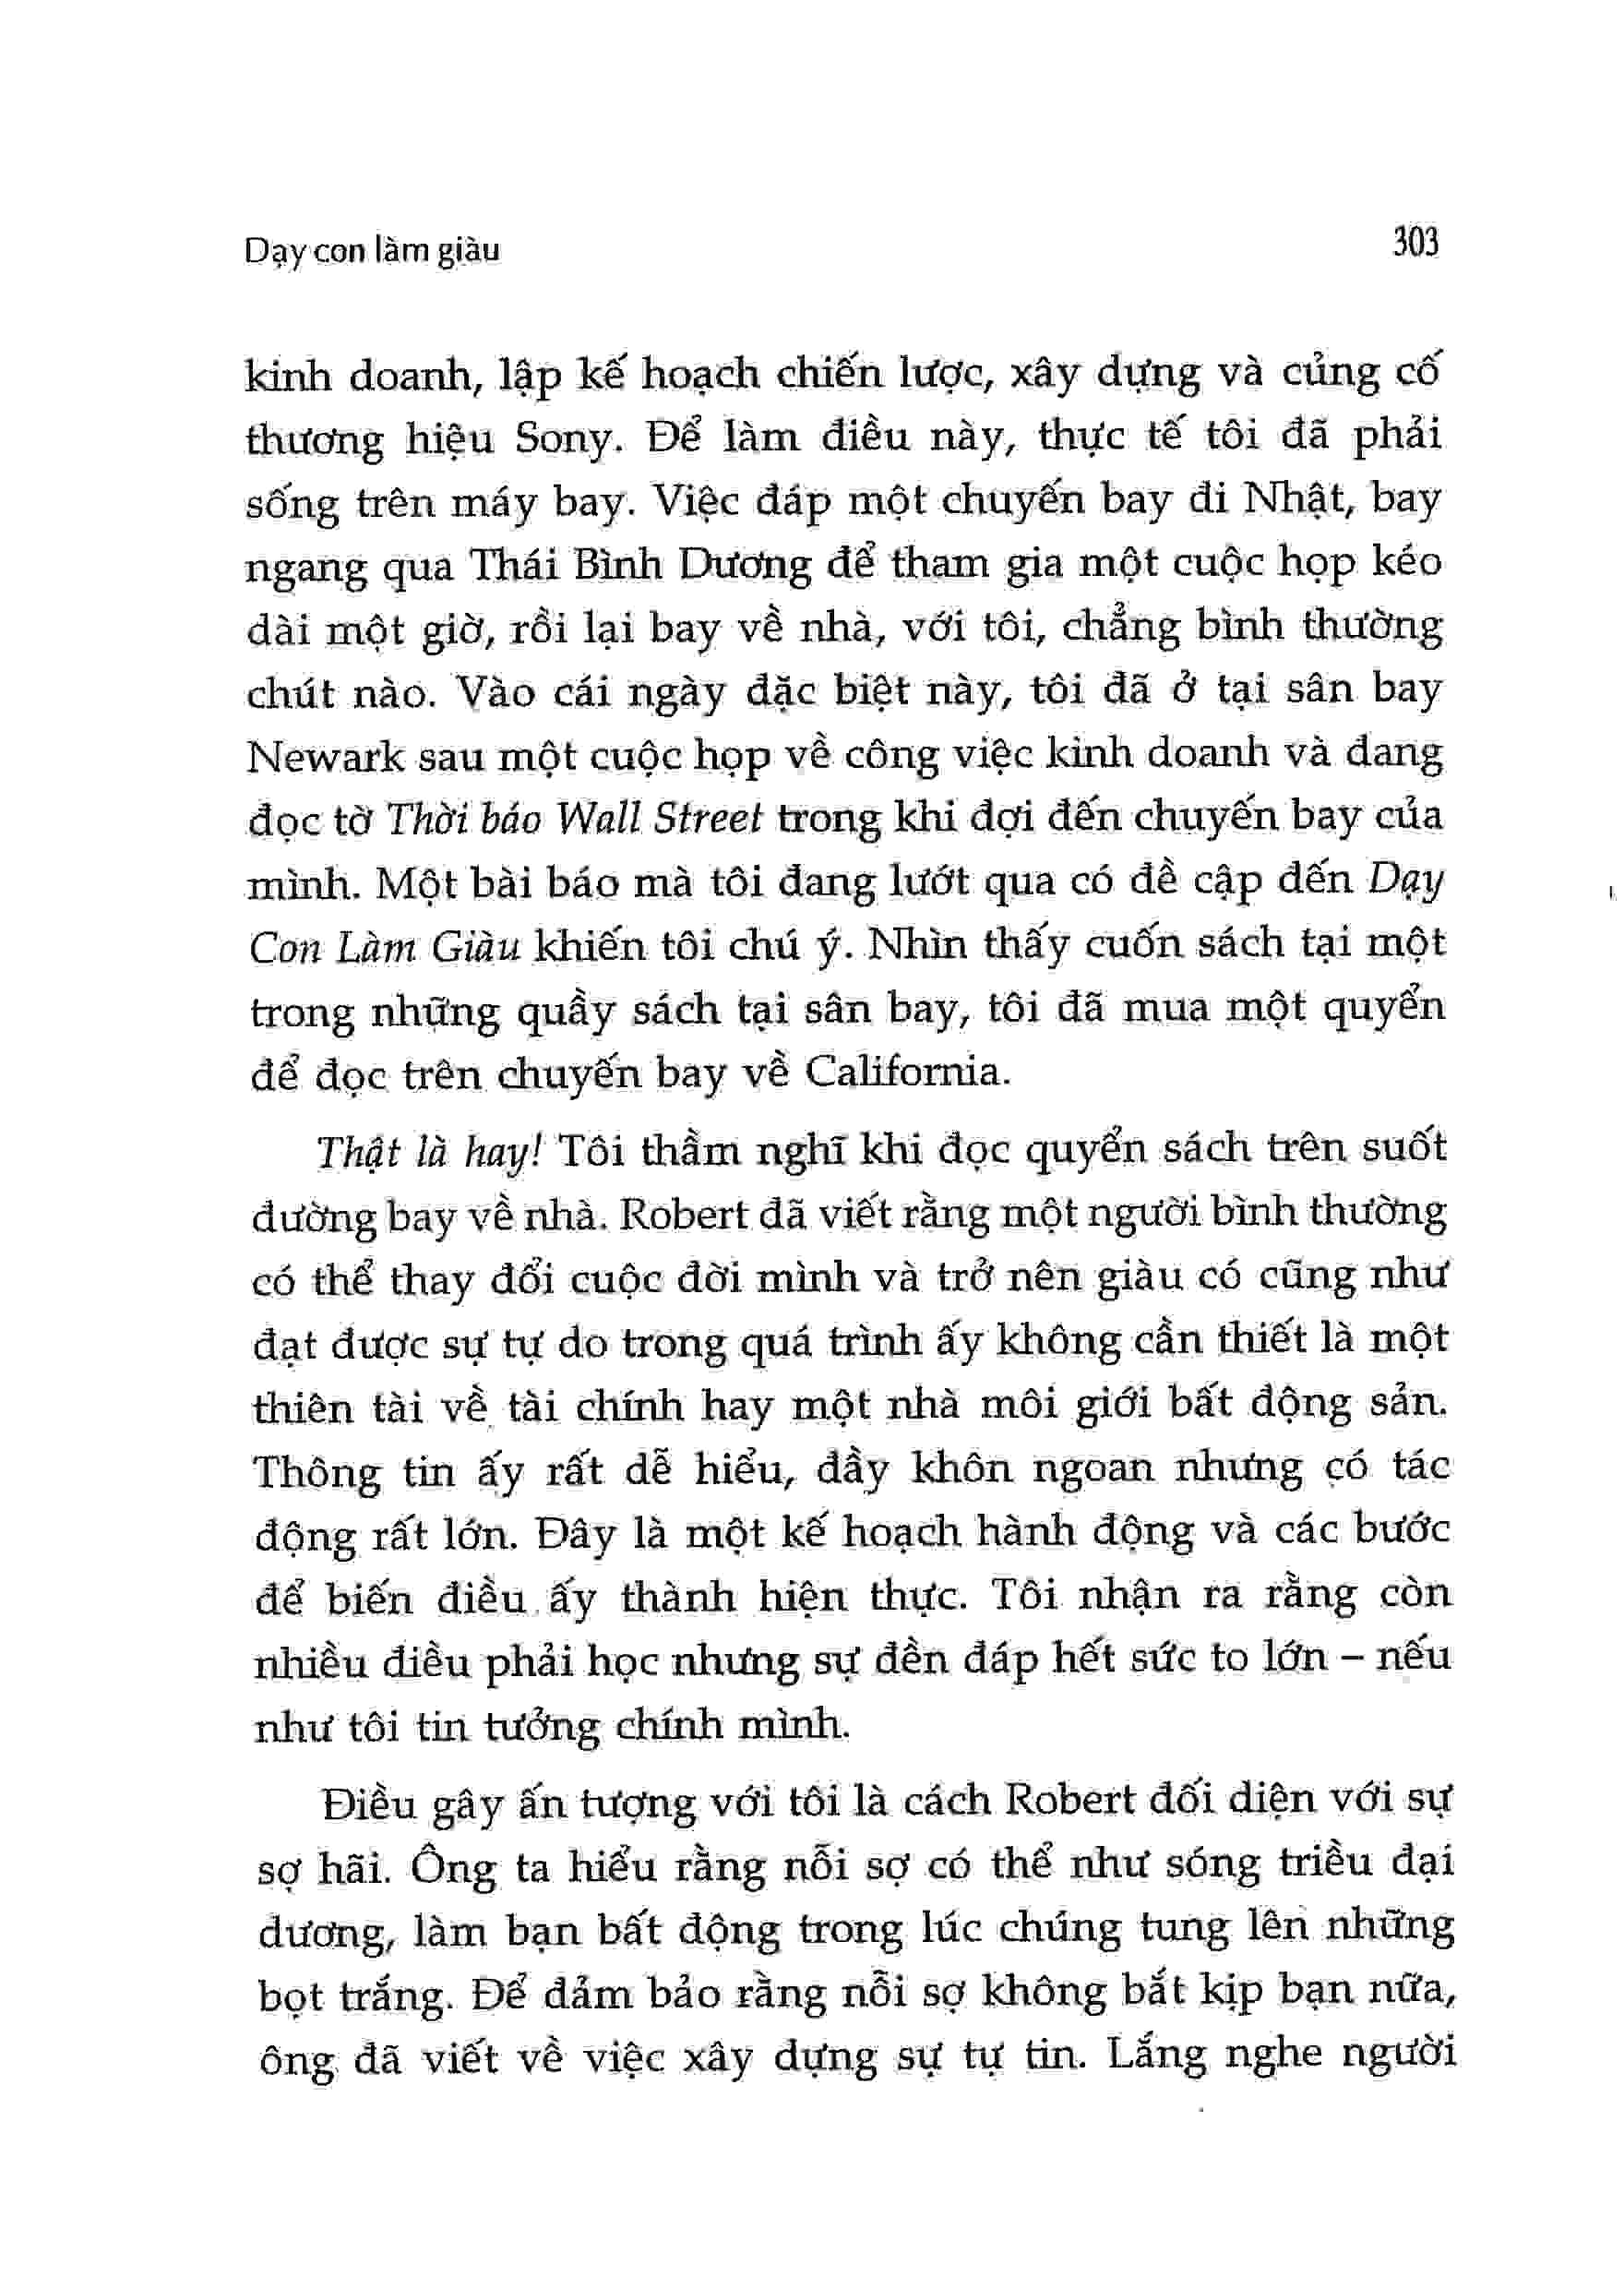 Dạy con làm giàu 303
kinh doanh, lập kế hoạch chiến lược, xây dựng và củng cố
thương hiệu Sony. Để làm điều này, thực tế tôi đã phải
sống trên máy bay. Việc đáp một chuyến bay đi Nhật, bay
ngang qua Thái Bình Dương để tham gia một cuộc họp kéo
dài một giờ, rồi lại bay về nhà, với tôi, chẳng bình thường
chút nào. Vào cái ngày đặc biệt này, tôi đã ở tại sân bay
Newark sau một cuộc họp về công việc kinh doanh và đang
đọc tờ Thời báo Wall Street trong khi đợi đến chuyến bay của
mình. Một bài báo mà tôi đang lướt qua có đề cập đến Dạy
Con Làm Giàu khiến tôi chú ý. Nhìn thấy cuốn sách tại một
trong những quầy sách tại sân bay, tôi đã mua một quyển
để đọc trên chuyến bay về California.
Thật là hay! Tôi thầm nghĩ khi đọc quyển sách trên suốt
đường bay về nhà. Robert đã viết rằng một người bình thường
có thể thay đổi cuộc đời mình và trở nên giàu có cũng như
đạt được sự tự do trong quá trình ấy không cần thiết là một
thiên tài về tài chính hay một nhà môi giới bất động sản.
Thông tin ấy rất dễ hiểu, đầy khôn ngoan nhưng có tác
động rất lớn. Đây là một kế hoạch hành động và các bước
để biến điều ấy thành hiện thực. Tôi nhận ra rằng còn
nhiều điều phải học nhưng sự đền đáp hết sức to lớn – nếu
như tôi tin tưởng chính mình.
Điều gây ấn tượng với tôi là cách Robert đối diện với sự
sợ hãi. Ông ta hiểu rằng nỗi sợ có thể như sóng triều đại
dương, làm bạn bất động trong lúc chúng tung lên những
bọt trắng. Để đảm bảo rằng nỗi sợ không bắt kịp bạn nữa,
ông đã viết về việc xây dựng sự tự tin. Lắng nghe người